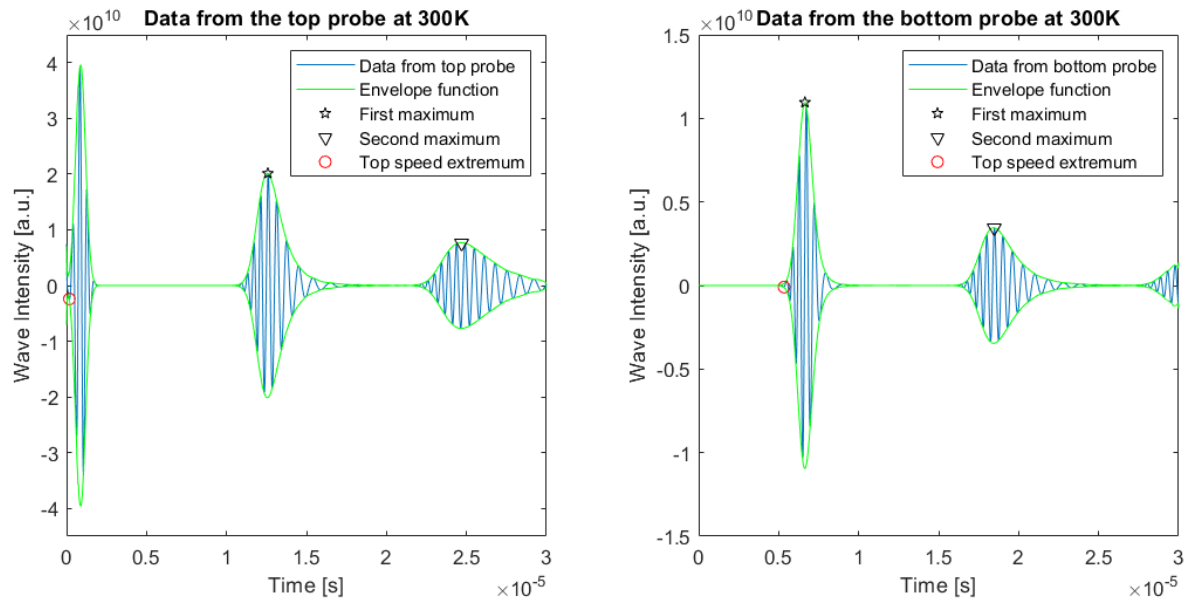 ×10^10 Data from the top probe at 300K
Data from top probe
Envelope function
First maximum
Second maximum
Top speed extremum
Wave Intensity [a.u.]
4
3
2
1
0
-1
-2
-3
-4
0 0.5 1 1.5 2 2.5 3
Time [s] ×10^-5
×10^10 Data from the bottom probe at 300K
Data from bottom probe
Envelope function
First maximum
Second maximum
Top speed extremum
Wave Intensity [a.u.]
1.5
1
0.5
0
-0.5
-1
-1.5
0 0.5 1 1.5 2 2.5 3
Time [s] ×10^-5